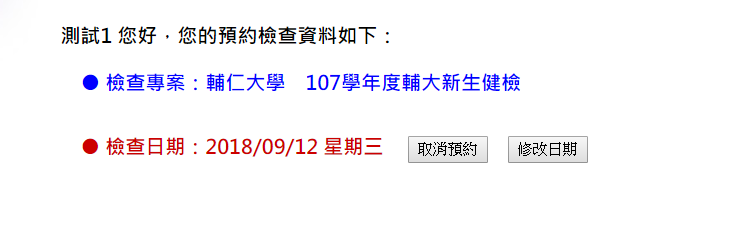 測試1 您好，您的預約檢查資料如下：
● 檢查專案：輔仁大學　107學年度輔大新生健檢
● 檢查日期：2018/09/12 星期三 取消預約 修改日期